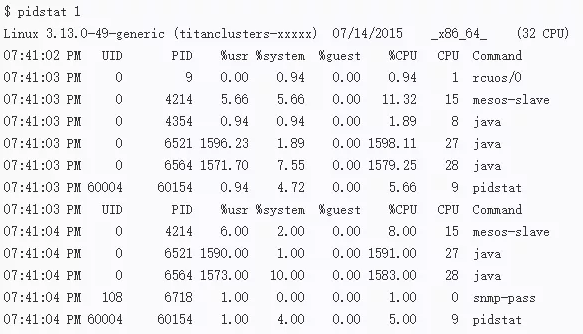 $ pidstat 1
Linux 3.13.0-49-generic (titanclusters-xxxxx)  07/14/2015    _x86_64_    (32 CPU)
07:41:02 PM   UID       PID    %usr %system  %guest    %CPU   CPU  Command
07:41:03 PM     0         9    0.00    0.94    0.00    0.94     1  rcuos/0
07:41:03 PM     0      4214    5.66    5.66    0.00   11.32    15  mesos-slave
07:41:03 PM     0      4354    0.94    0.94    0.00    1.89     8  java
07:41:03 PM     0      6521 1596.23    1.89    0.00 1598.11    27  java
07:41:03 PM     0      6564 1571.70    7.55    0.00 1579.25    28  java
07:41:03 PM 60004     60154    0.94    4.72    0.00    5.66     9  pidstat
07:41:03 PM   UID       PID    %usr %system  %guest    %CPU   CPU  Command
07:41:04 PM     0      4214    6.00    2.00    0.00    8.00    15  mesos-slave
07:41:04 PM     0      6521 1590.00    1.00    0.00 1591.00    27  java
07:41:04 PM     0      6564 1573.00   10.00    0.00 1583.00    28  java
07:41:04 PM   108      6718    1.00    0.00    0.00    1.00     0  snmp-pass
07:41:04 PM 60004     60154    1.00    4.00    0.00    5.00     9  pidstat